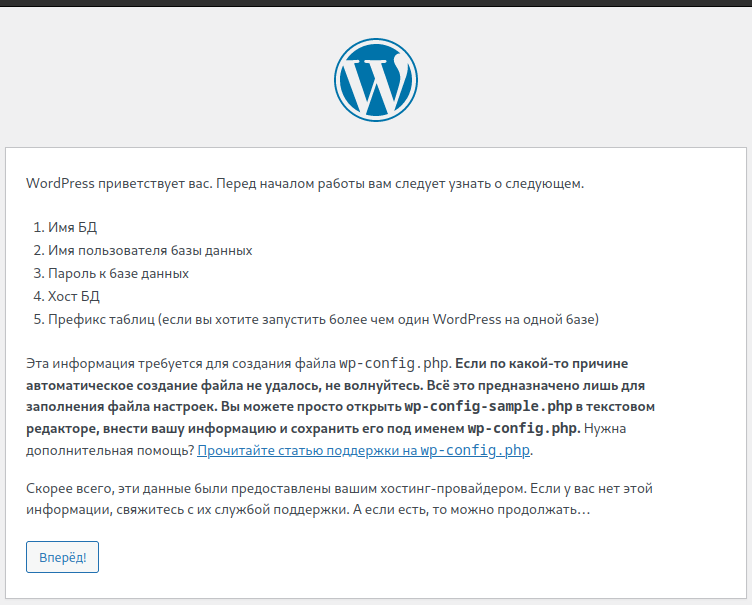 WordPress приветствует вас. Перед началом работы вам следует узнать о следующем.
1. Имя БД
2. Имя пользователя базы данных
3. Пароль к базе данных
4. Хост БД
5. Префикс таблиц (если вы хотите запустить более чем один WordPress на одной базе)
Эта информация требуется для создания файла wp-config.php. Если по какой-то причине
автоматическое создание файла не удалось, не волнуйтесь. Всё это предназначено лишь для
заполнения файла настроек. Вы можете просто открыть wp-config-sample.php в текстовом
редакторе, внести вашу информацию и сохранить его под именем wp-config.php. Нужна
дополнительная помощь? Прочитайте статью поддержки на wp-config.php.
Скорее всего, эти данные были предоставлены вашим хостинг-провайдером. Если у вас нет этой
информации, свяжитесь с их службой поддержки. А если есть, то можно продолжать…
Вперёд!